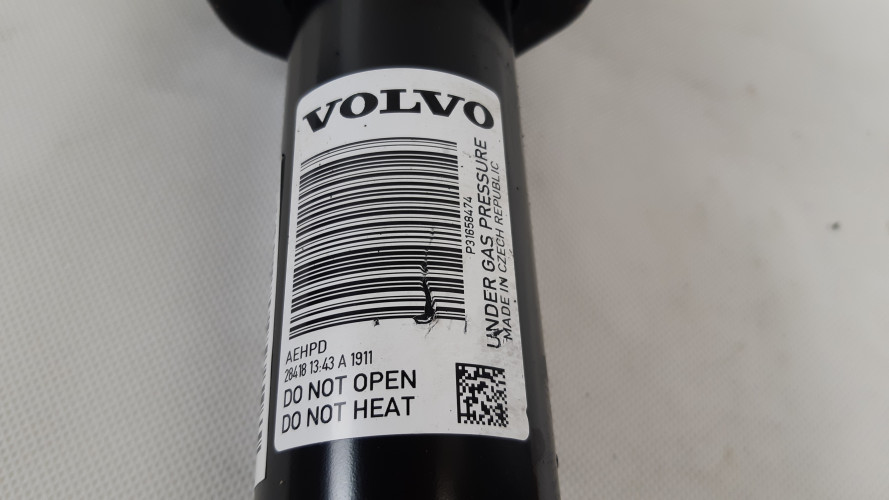 VOLVO
P31658474
UNDER GAS PRESSURE
MADE IN CZECH REPUBLIC
AEHPD
28418 13:43 A 1911
DO NOT OPEN
DO NOT HEAT